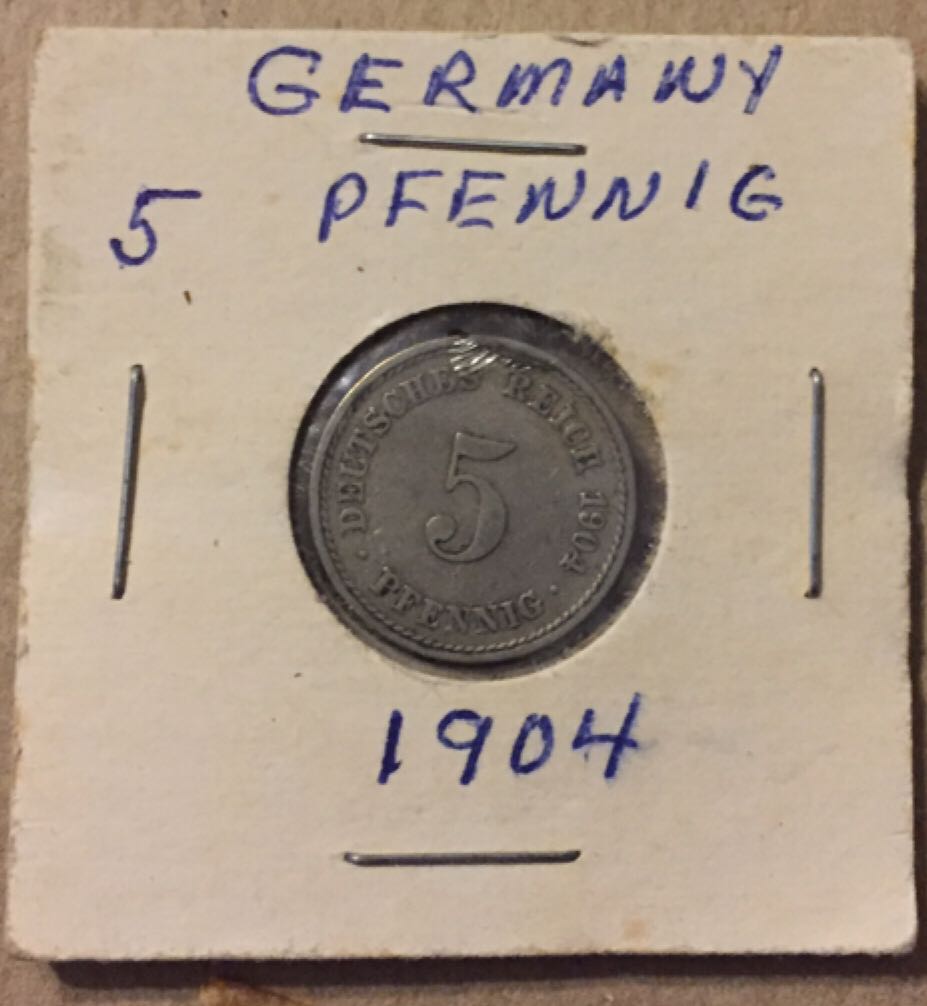 GERMANY
5 PFENNIG
DEUTSCHES REICH 1904
5
· PFENNIG ·
1904